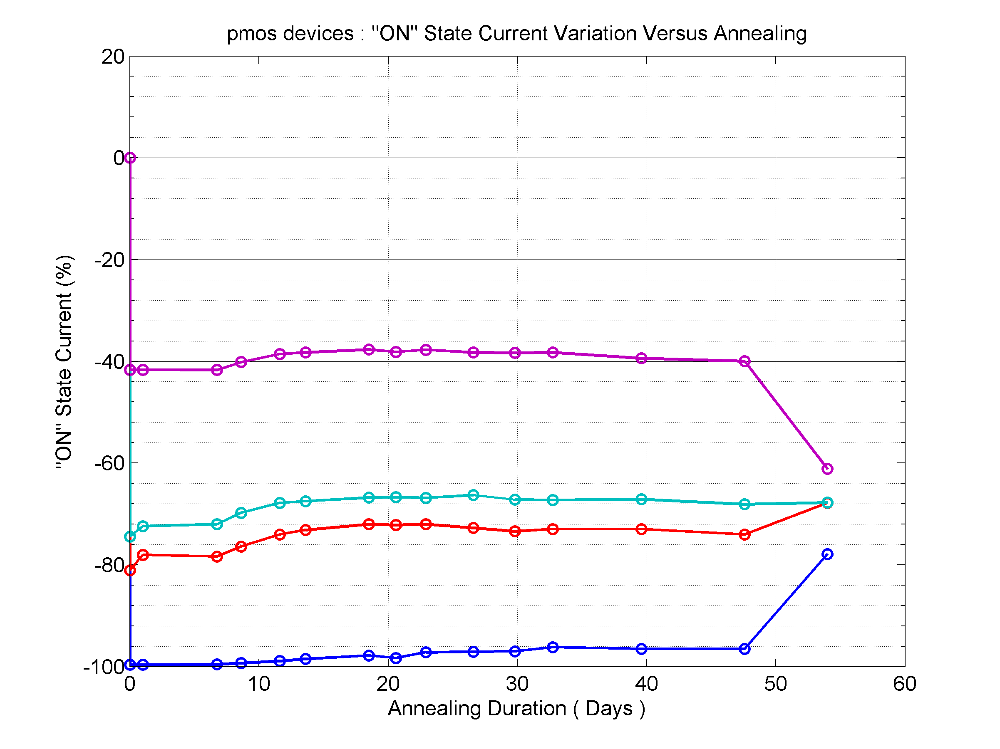 pmos devices : "ON" State Current Variation Versus Annealing
20
0
-20
-40
-60
-80
-100
"ON" State Current (%)
0 10 20 30 40 50 60
Annealing Duration ( Days )